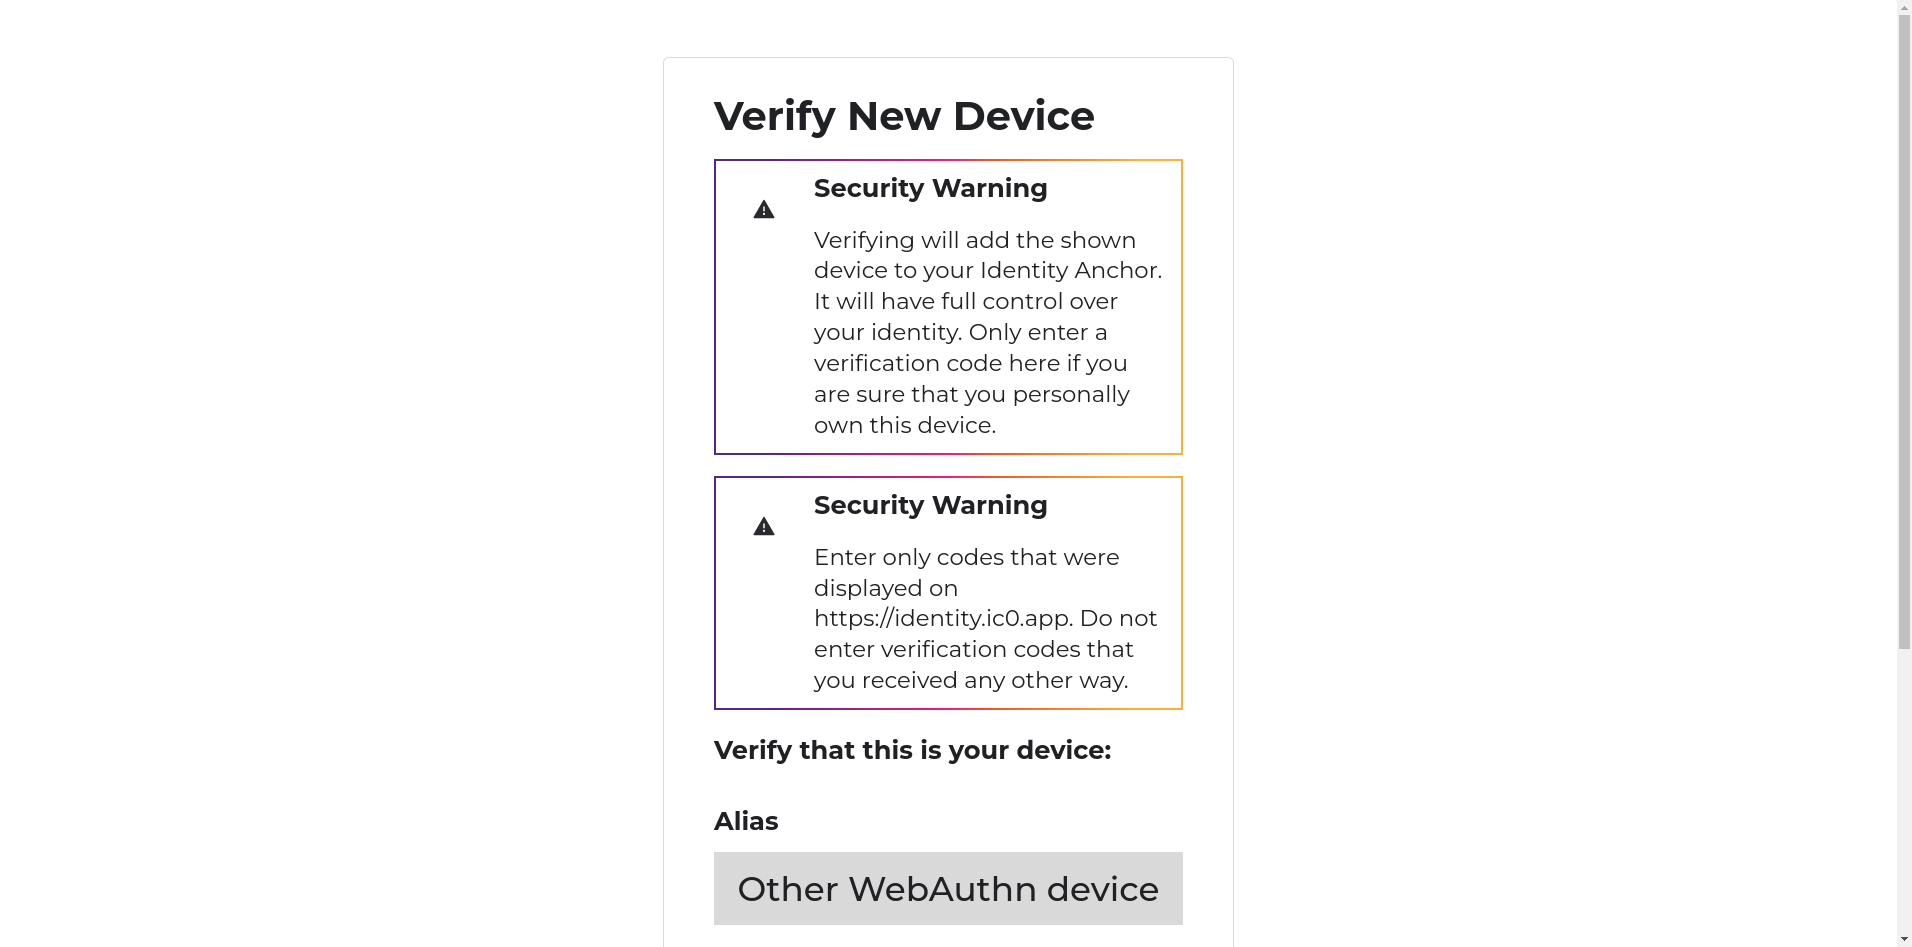 Verify New Device
Security Warning
Verifying will add the shown
device to your Identity Anchor.
It will have full control over
your identity. Only enter a
verification code here if you
are sure that you personally
own this device.
Security Warning
Enter only codes that were
displayed on
https://identity.ic0.app. Do not
enter verification codes that
you received any other way.
Verify that this is your device:
Alias
Other WebAuthn device